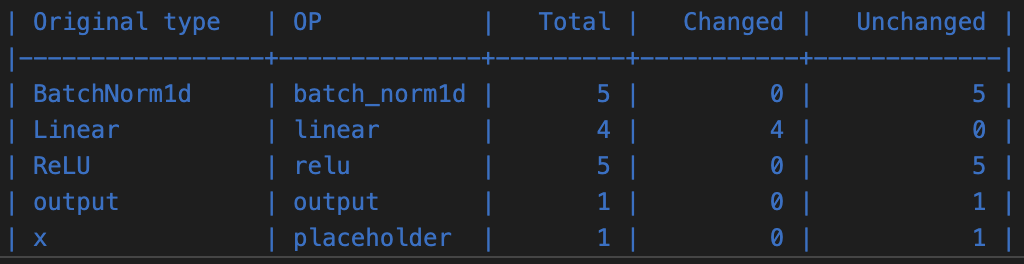 | Original type   | OP           |   Total |   Changed |   Unchanged |
|-----------------+--------------+---------+-----------+-------------|
| BatchNorm1d     | batch_norm1d |       5 |         0 |           5 |
| Linear          | linear       |       4 |         4 |           0 |
| ReLU            | relu         |       5 |         0 |           5 |
| output          | output       |       1 |         0 |           1 |
| x               | placeholder  |       1 |         0 |           1 |